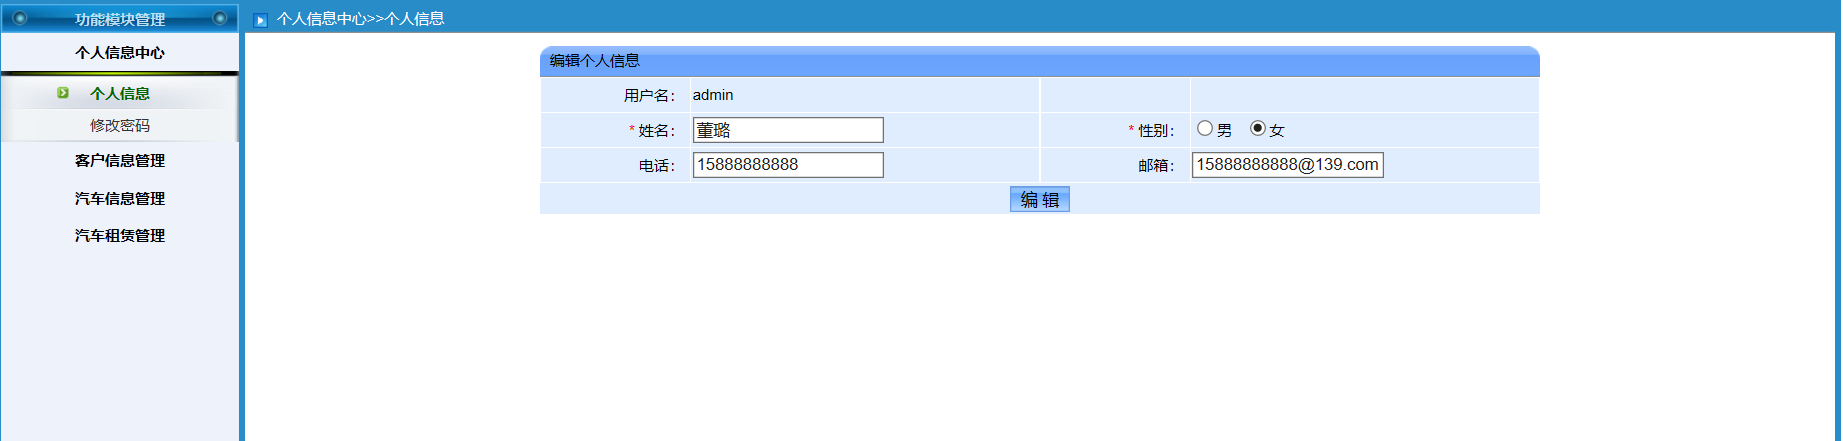 功能模块管理
个人信息中心
个人信息
修改密码
客户信息管理
汽车信息管理
汽车租赁管理
个人信息中心>>个人信息
编辑个人信息
用户名： admin
* 姓名： 董璐 * 性别： 男 女
电话： 15888888888 邮箱： 15888888888@139.com
编 辑